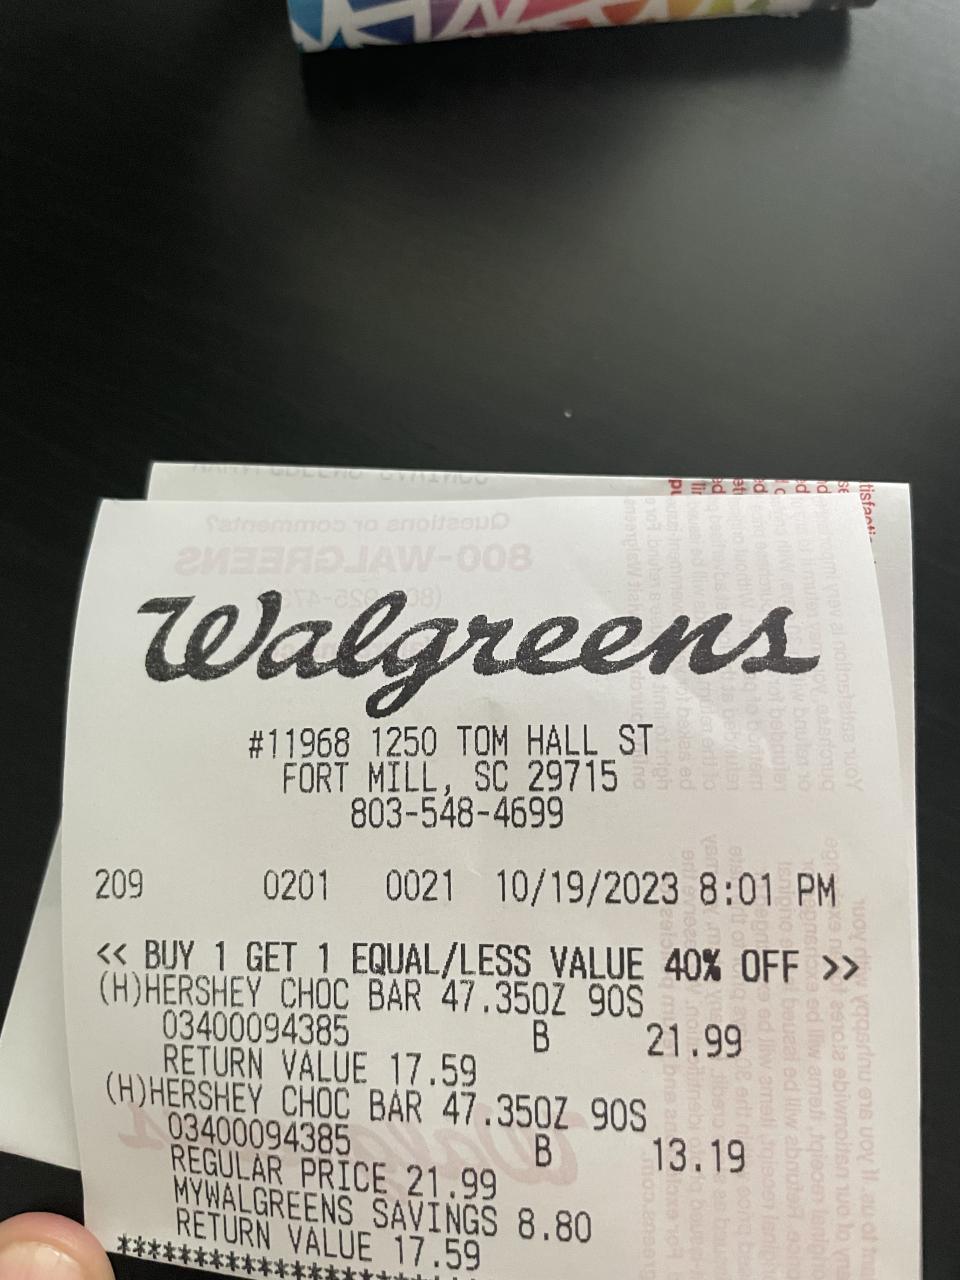 Walgreens
#11968 1250 TOM HALL ST
FORT MILL, SC 29715
803-548-4699
209 0201 0021 10/19/2023 8:01 PM
<< BUY 1 GET 1 EQUAL/LESS VALUE 40% OFF >>
(H)HERSHEY CHOC BAR 47.35OZ 90S
03400094385 B 21.99
RETURN VALUE 17.59
(H)HERSHEY CHOC BAR 47.35OZ 90S
03400094385 B 13.19
REGULAR PRICE 21.99
MYWALGREENS SAVINGS 8.80
RETURN VALUE 17.59